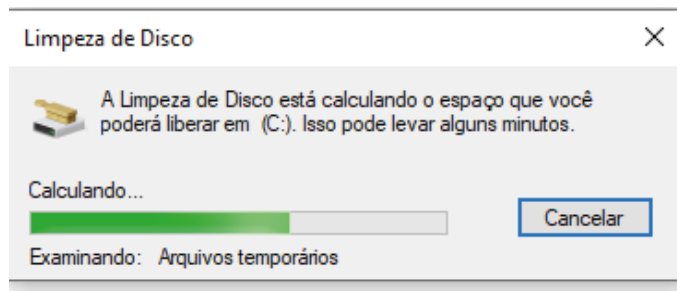 Limpeza de Disco
A Limpeza de Disco está calculando o espaço que você
poderá liberar em  (C:). Isso pode levar alguns minutos.
Calculando...
Cancelar
Examinando:   Arquivos temporários